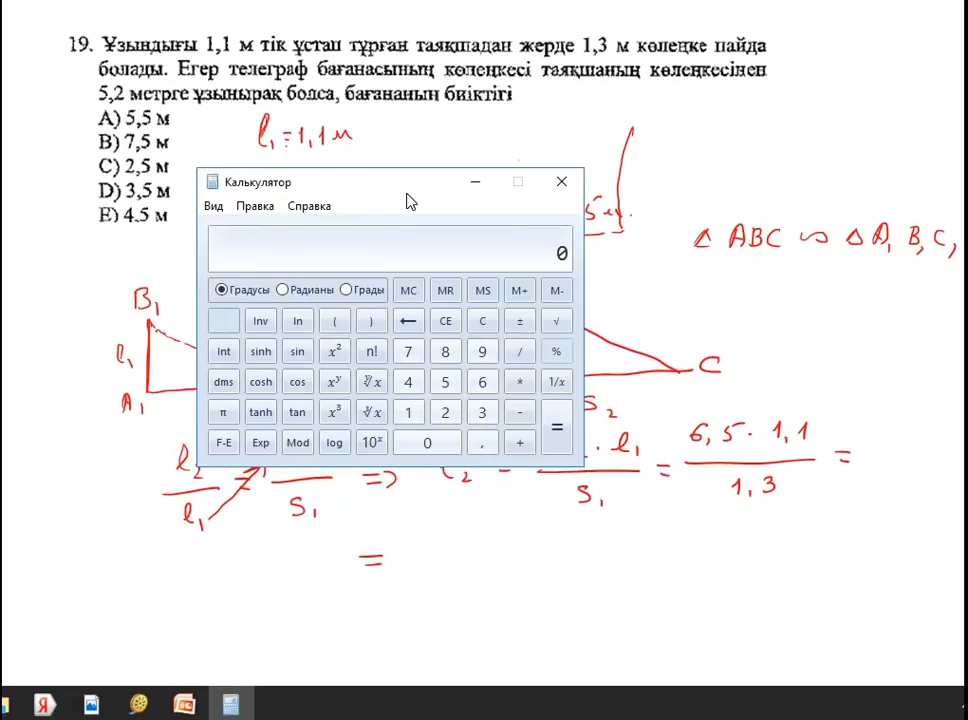 19. Ұзындығы 1,1 м тік ұстап тұрған таяқшадан жерде 1,3 м көлеңке пайда
болады. Егер телеграф бағанасының көлеңкесі таяқшаның көлеңкесінен
5,2 метрге ұзынырақ болса, бағананың биіктігі
A) 5,5 м
B) 7,5 м
C) 2,5 м
D) 3,5 м
E) 4,5 м
l₁ = 1,1 м
Калькулятор
Вид Правка Справка
0
Градусы Радианы Грады MC MR MS M+ M-
Inv ln ( ) ← CE C ± √
Int sinh sin x² n! 7 8 9 / %
dms cosh cos xʸ ʸ√x 4 5 6 * 1/x
π tanh tan x³ ³√x 1 2 3 - =
F-E Exp Mod log 10ˣ 0 , +
Δ ABC ∽ Δ A₁ B₁ C₁
B₁
l₁
A₁
C
S₂
l₂ / l₁ = / S₁ => · l₁ / S₁ = 6,5 · 1,1 / 1,3 =
=
Я